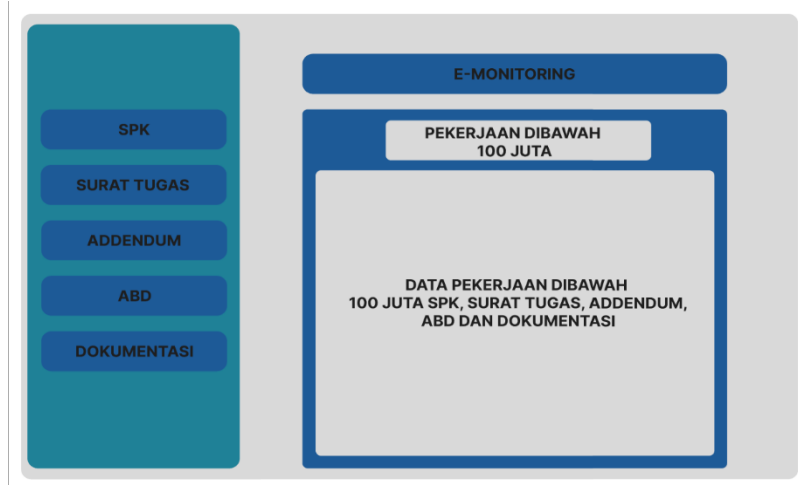 SPK
SURAT TUGAS
ADDENDUM
ABD
DOKUMENTASI
E-MONITORING
PEKERJAAN DIBAWAH
100 JUTA
DATA PEKERJAAN DIBAWAH
100 JUTA SPK, SURAT TUGAS, ADDENDUM,
ABD DAN DOKUMENTASI